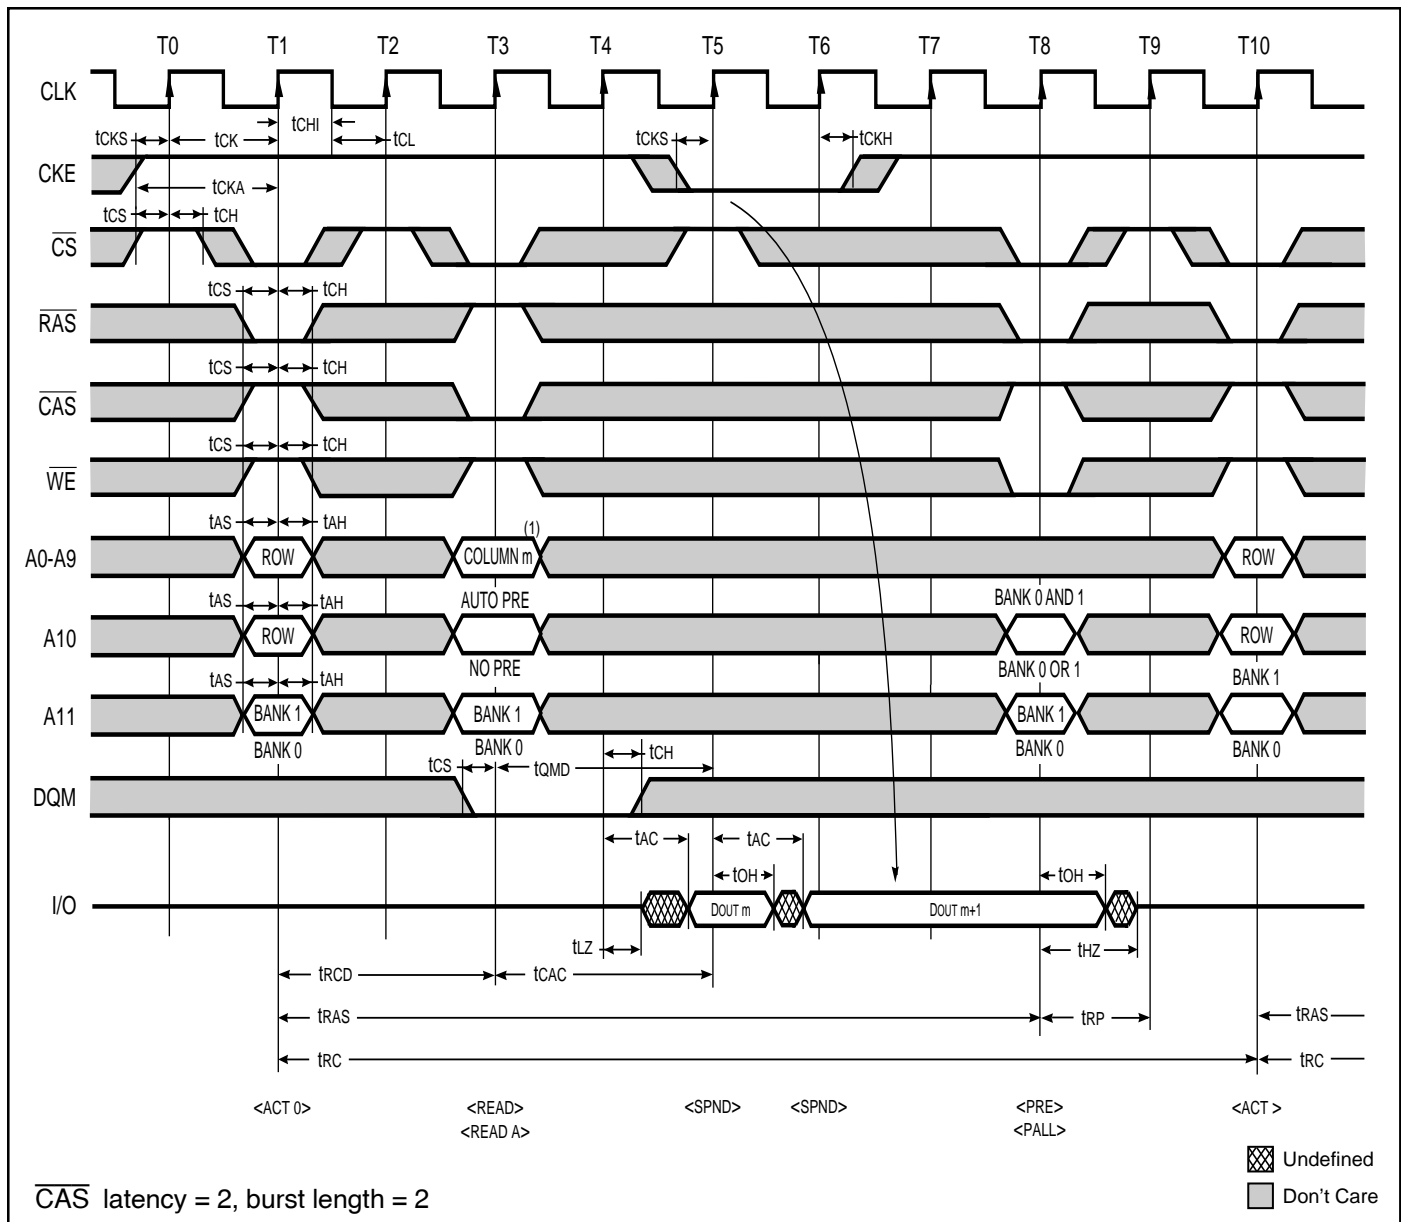 T0 T1 T2 T3 T4 T5 T6 T7 T8 T9 T10
CLK
tCHI
tCKS tCK tCL tCKS tCKH
CKE
tCKA
tCS tCH
CS
tCS tCH
RAS
tCS tCH
CAS
tCS tCH
WE
tAS tAH (1)
A0-A9 ROW COLUMN m ROW
tAS tAH AUTO PRE BANK 0 AND 1
A10 ROW ROW
NO PRE BANK 0 OR 1 BANK 1
tAS tAH
A11 BANK 1 BANK 1 BANK 1
BANK 0 BANK 0 BANK 0 BANK 0
tCH
tCS tQMD
DQM
tAC tAC
tOH tOH
I/O DOUT m DOUT m+1
tLZ tHZ
tRCD tCAC
tRAS tRP tRAS
tRC tRC
<ACT 0> <READ> <SPND> <SPND> <PRE> <ACT >
<READ A> <PALL>
Undefined
Don't Care
CAS latency = 2, burst length = 2